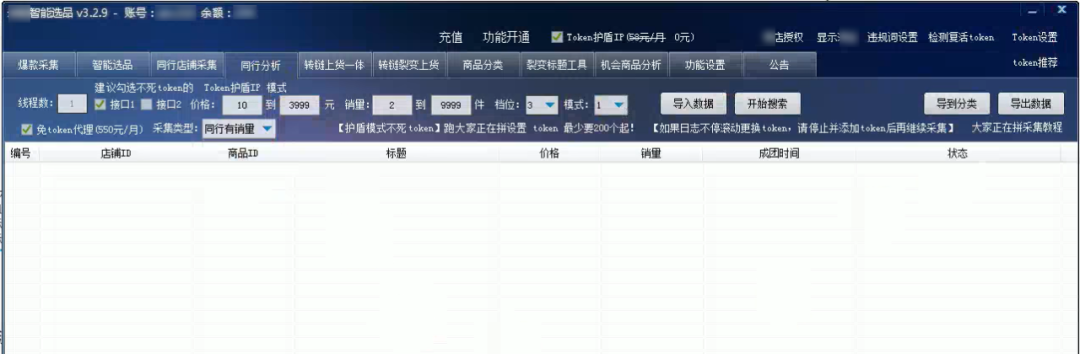 智能选品 v3.2.9 - 账号: 余额:
充值 功能开通 Token护盾IP(50元/月 0元) 店授权 显示 违规词设置 检测复活token Token设置
爆款采集 智能选品 同行店铺采集 同行分析 转链上货一体 转链裂变上货 商品分类 裂变标题工具 机会商品分析 功能设置 公告 token推荐
建议勾选不死token的 Token护盾IP 模式
线程数: 1 接口1 接口2 价格: 10 到 3999 元 销量: 2 到 9999 件 档位: 3 模式: 1 导入数据 开始搜索 导到分类 导出数据
免token代理(550元/月) 采集类型: 同行有销量 【护盾模式不死token】跑大家正在拼设置 token 最少要200个起! 【如果日志不停滚动更换token，请停止并添加token后再继续采集】 大家正在拼采集教程
编号 店铺ID 商品ID 标题 价格 销量 成团时间 状态